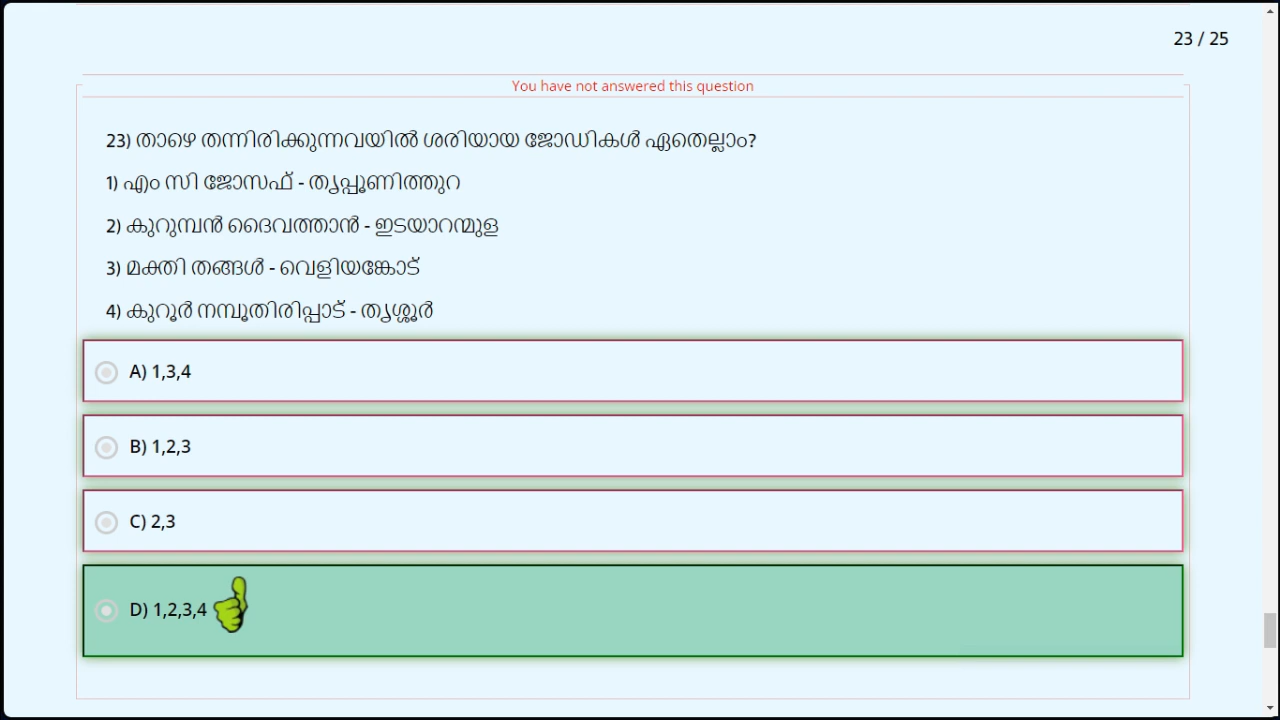 23 / 25
You have not answered this question
23) താഴെ തന്നിരിക്കുന്നവയിൽ ശരിയായ ജോഡികൾ ഏതെല്ലാം?
1) എം സി ജോസഫ് - തൃപ്പൂണിത്തുറ
2) കുറുമ്പൻ ദൈവത്താൻ - ഇടയാറന്മുള
3) മക്തി തങ്ങൾ - വെളിയങ്കോട്
4) കുറൂർ നമ്പൂതിരിപ്പാട് - തൃശ്ശൂർ
A) 1,3,4
B) 1,2,3
C) 2,3
D) 1,2,3,4